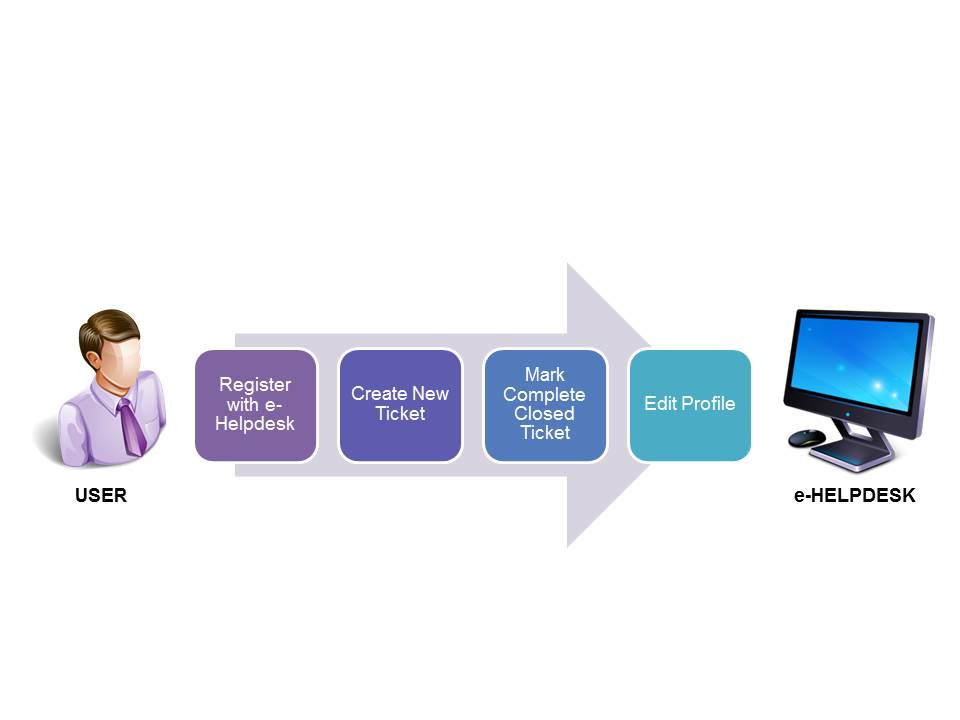 Register
with e-
Helpdesk
Create New
Ticket
Mark
Complete
Closed
Ticket
Edit Profile
USER
e-HELPDESK